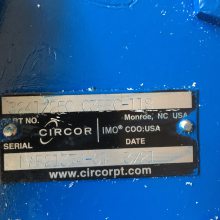 PART NO.
Monroe, NC USA
CIRCOR
IMO® COO:USA
SERIAL
DATE
www.circorpt.com